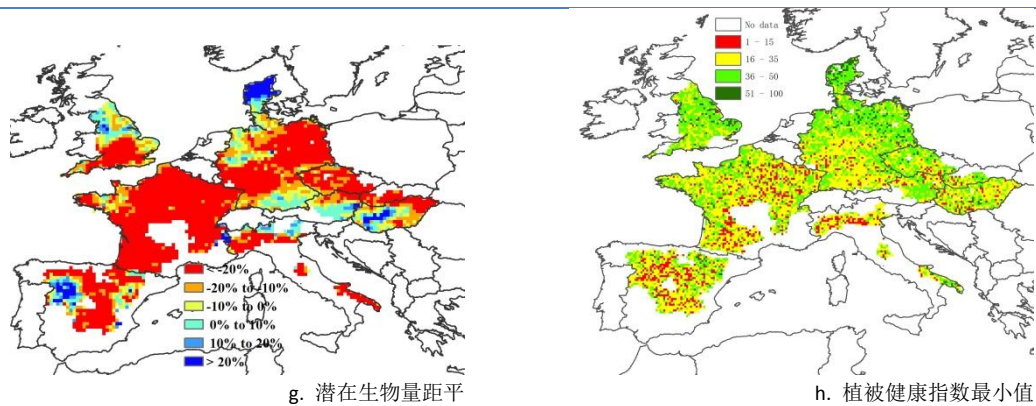 No data
1 - 15
16 - 35
36 - 50
51 - 100
< -20%
-20% to -10%
-10% to 0%
0% to 10%
10% to 20%
> 20%
g. 潜在生物量距平
h. 植被健康指数最小值